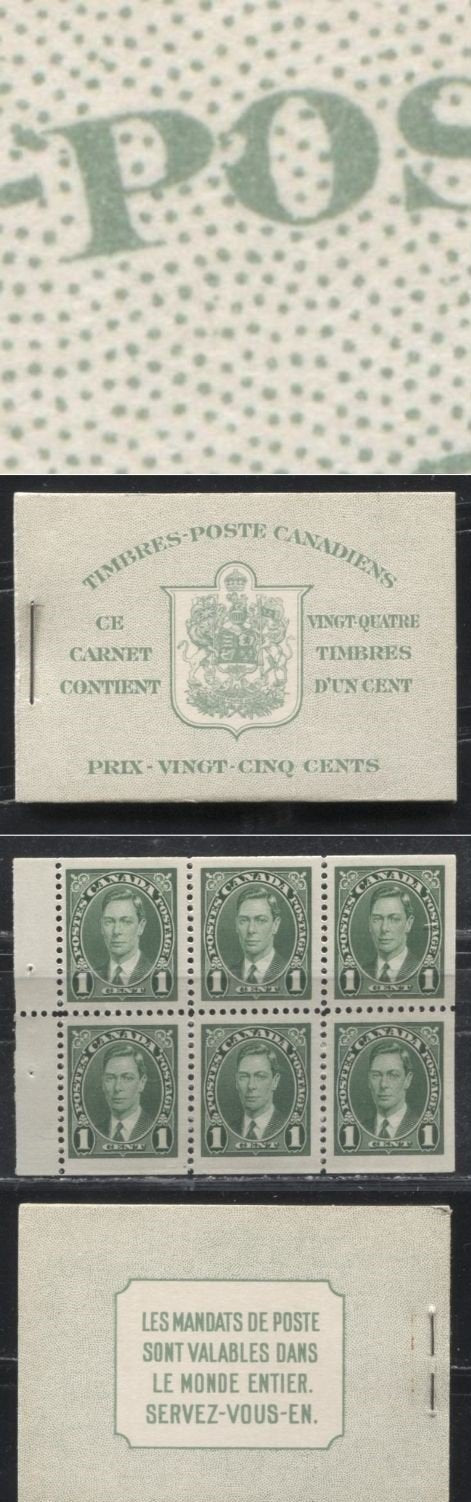 -POS
TIMBRES-POSTE CANADIENS
CE
CARNET
CONTIENT
VINGT-QUATRE
TIMBRES
D'UN CENT
PRIX-VINGT-CINQ CENTS
POSTES CANADA POSTAGE
1 CENT 1
POSTES CANADA POSTAGE
1 CENT 1
POSTES CANADA POSTAGE
1 CENT 1
POSTES CANADA POSTAGE
1 CENT 1
POSTES CANADA POSTAGE
1 CENT 1
POSTES CANADA POSTAGE
1 CENT 1
LES MANDATS DE POSTE
SONT VALABLES DANS
LE MONDE ENTIER.
SERVEZ-VOUS-EN.